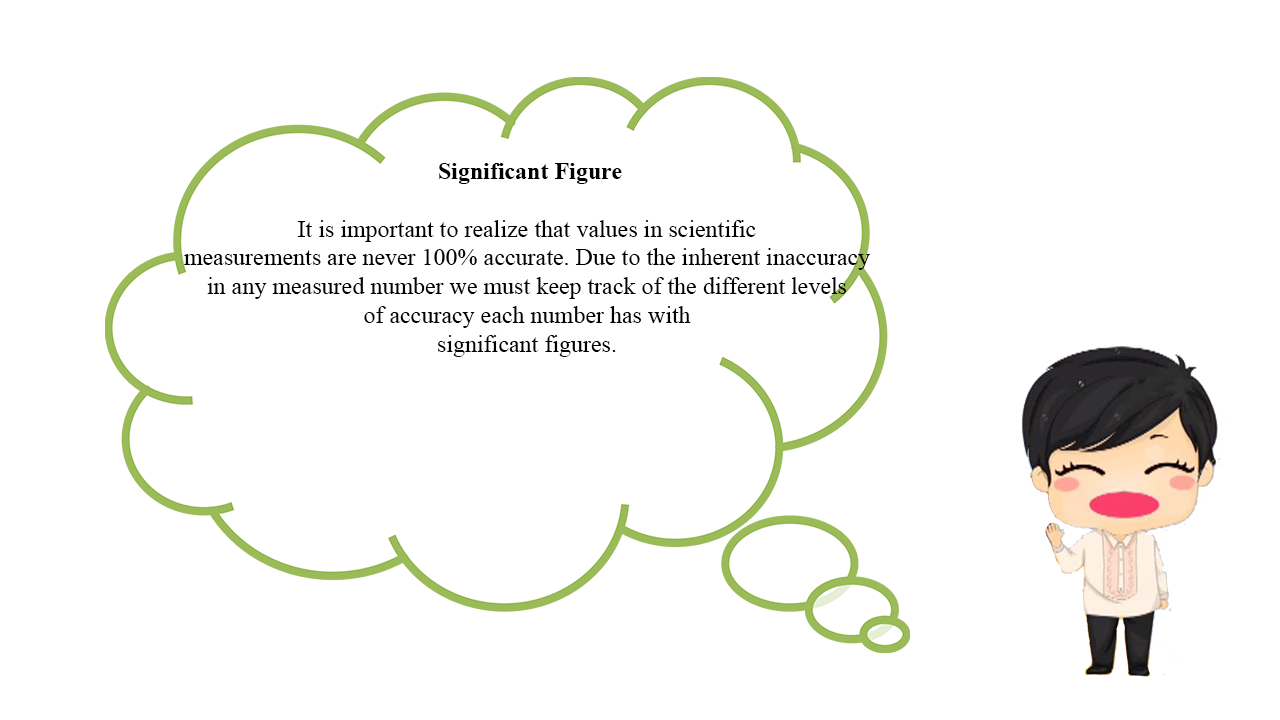 Significant Figure
It is important to realize that values in scientific
measurements are never 100% accurate. Due to the inherent inaccuracy
in any measured number we must keep track of the different levels
of accuracy each number has with
significant figures.